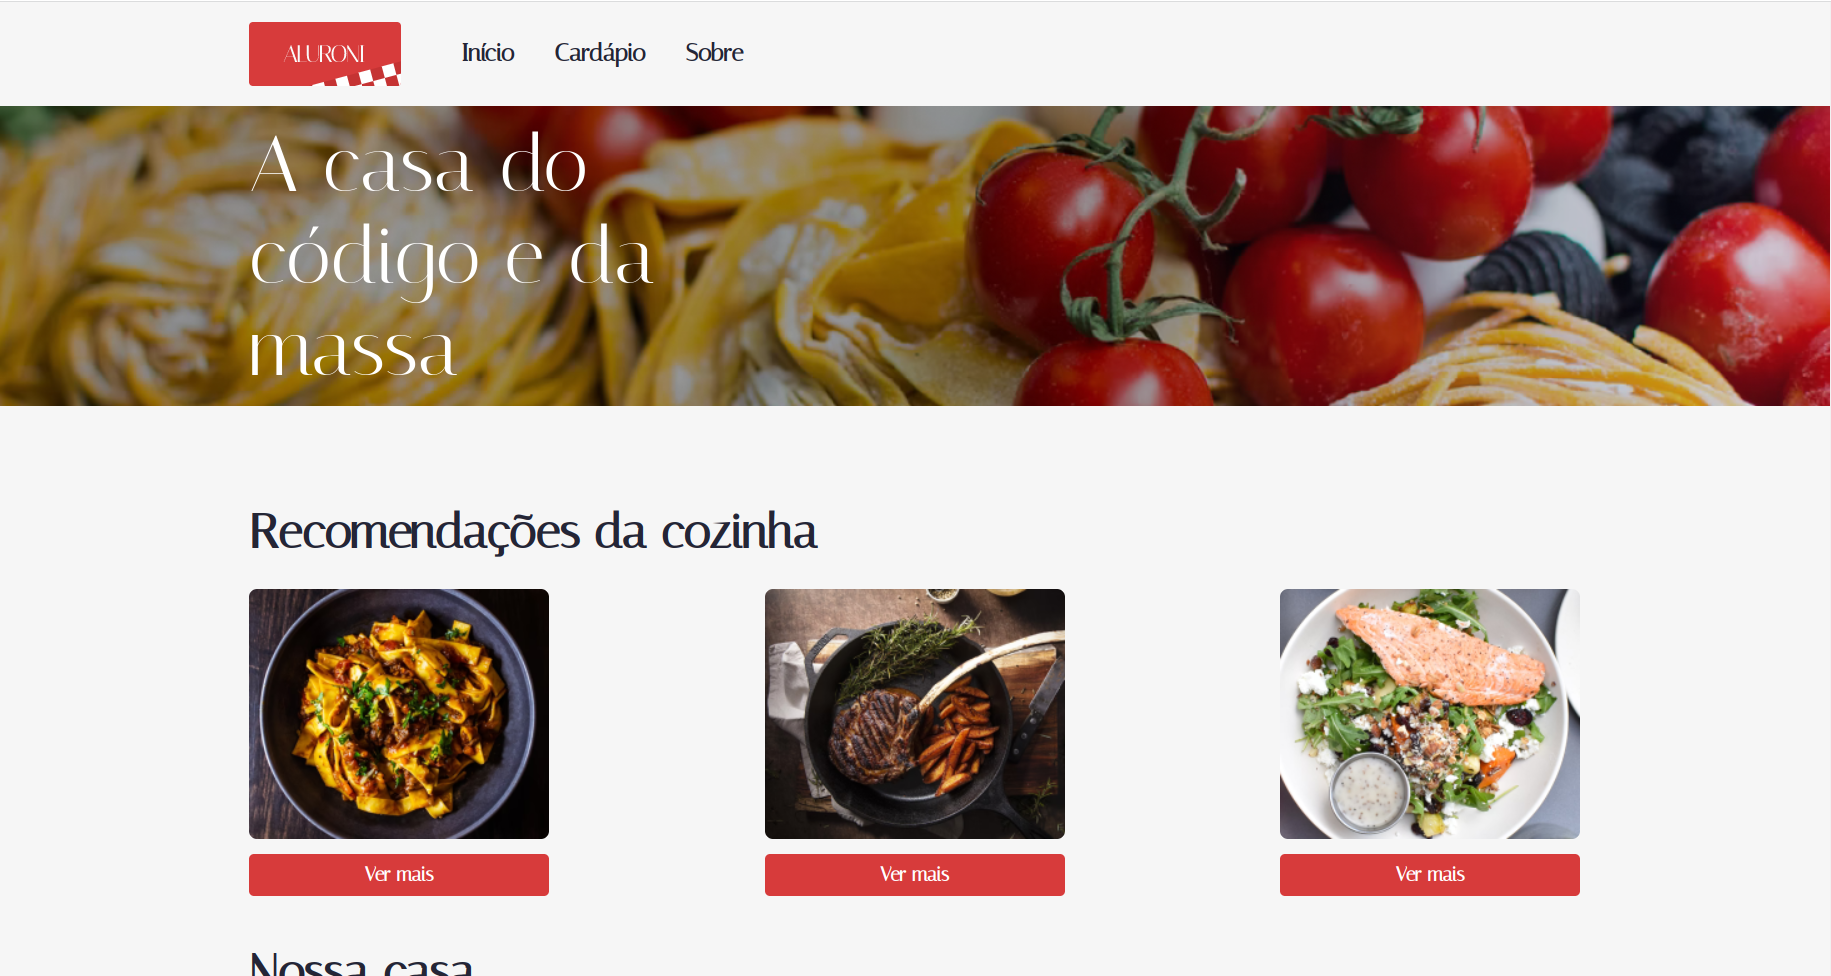 ALURONI
Início Cardápio Sobre
A casa do
código e da
massa
Recomendações da cozinha
Ver mais Ver mais Ver mais
Nossa casa